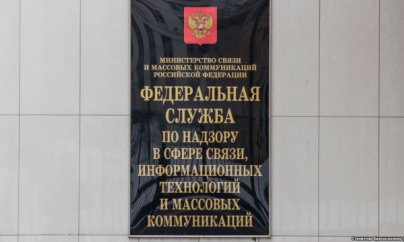 МИНИСТЕРСТВО СВЯЗИ
И МАССОВЫХ КОММУНИКАЦИЙ
РОССИЙСКОЙ ФЕДЕРАЦИИ
ФЕДЕРАЛЬНАЯ
СЛУЖБА
ПО НАДЗОРУ
В СФЕРЕ СВЯЗИ,
ИНФОРМАЦИОННЫХ
ТЕХНОЛОГИЙ
И МАССОВЫХ
КОММУНИКАЦИЙ